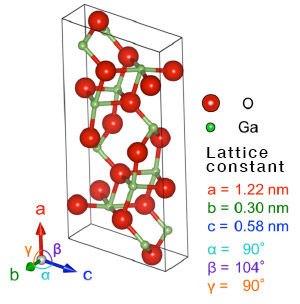 O
Ga
Lattice
constant
a = 1.22 nm
b = 0.30 nm
c = 0.58 nm
α = 90°
β = 104°
γ = 90°
a
γ β
b α c